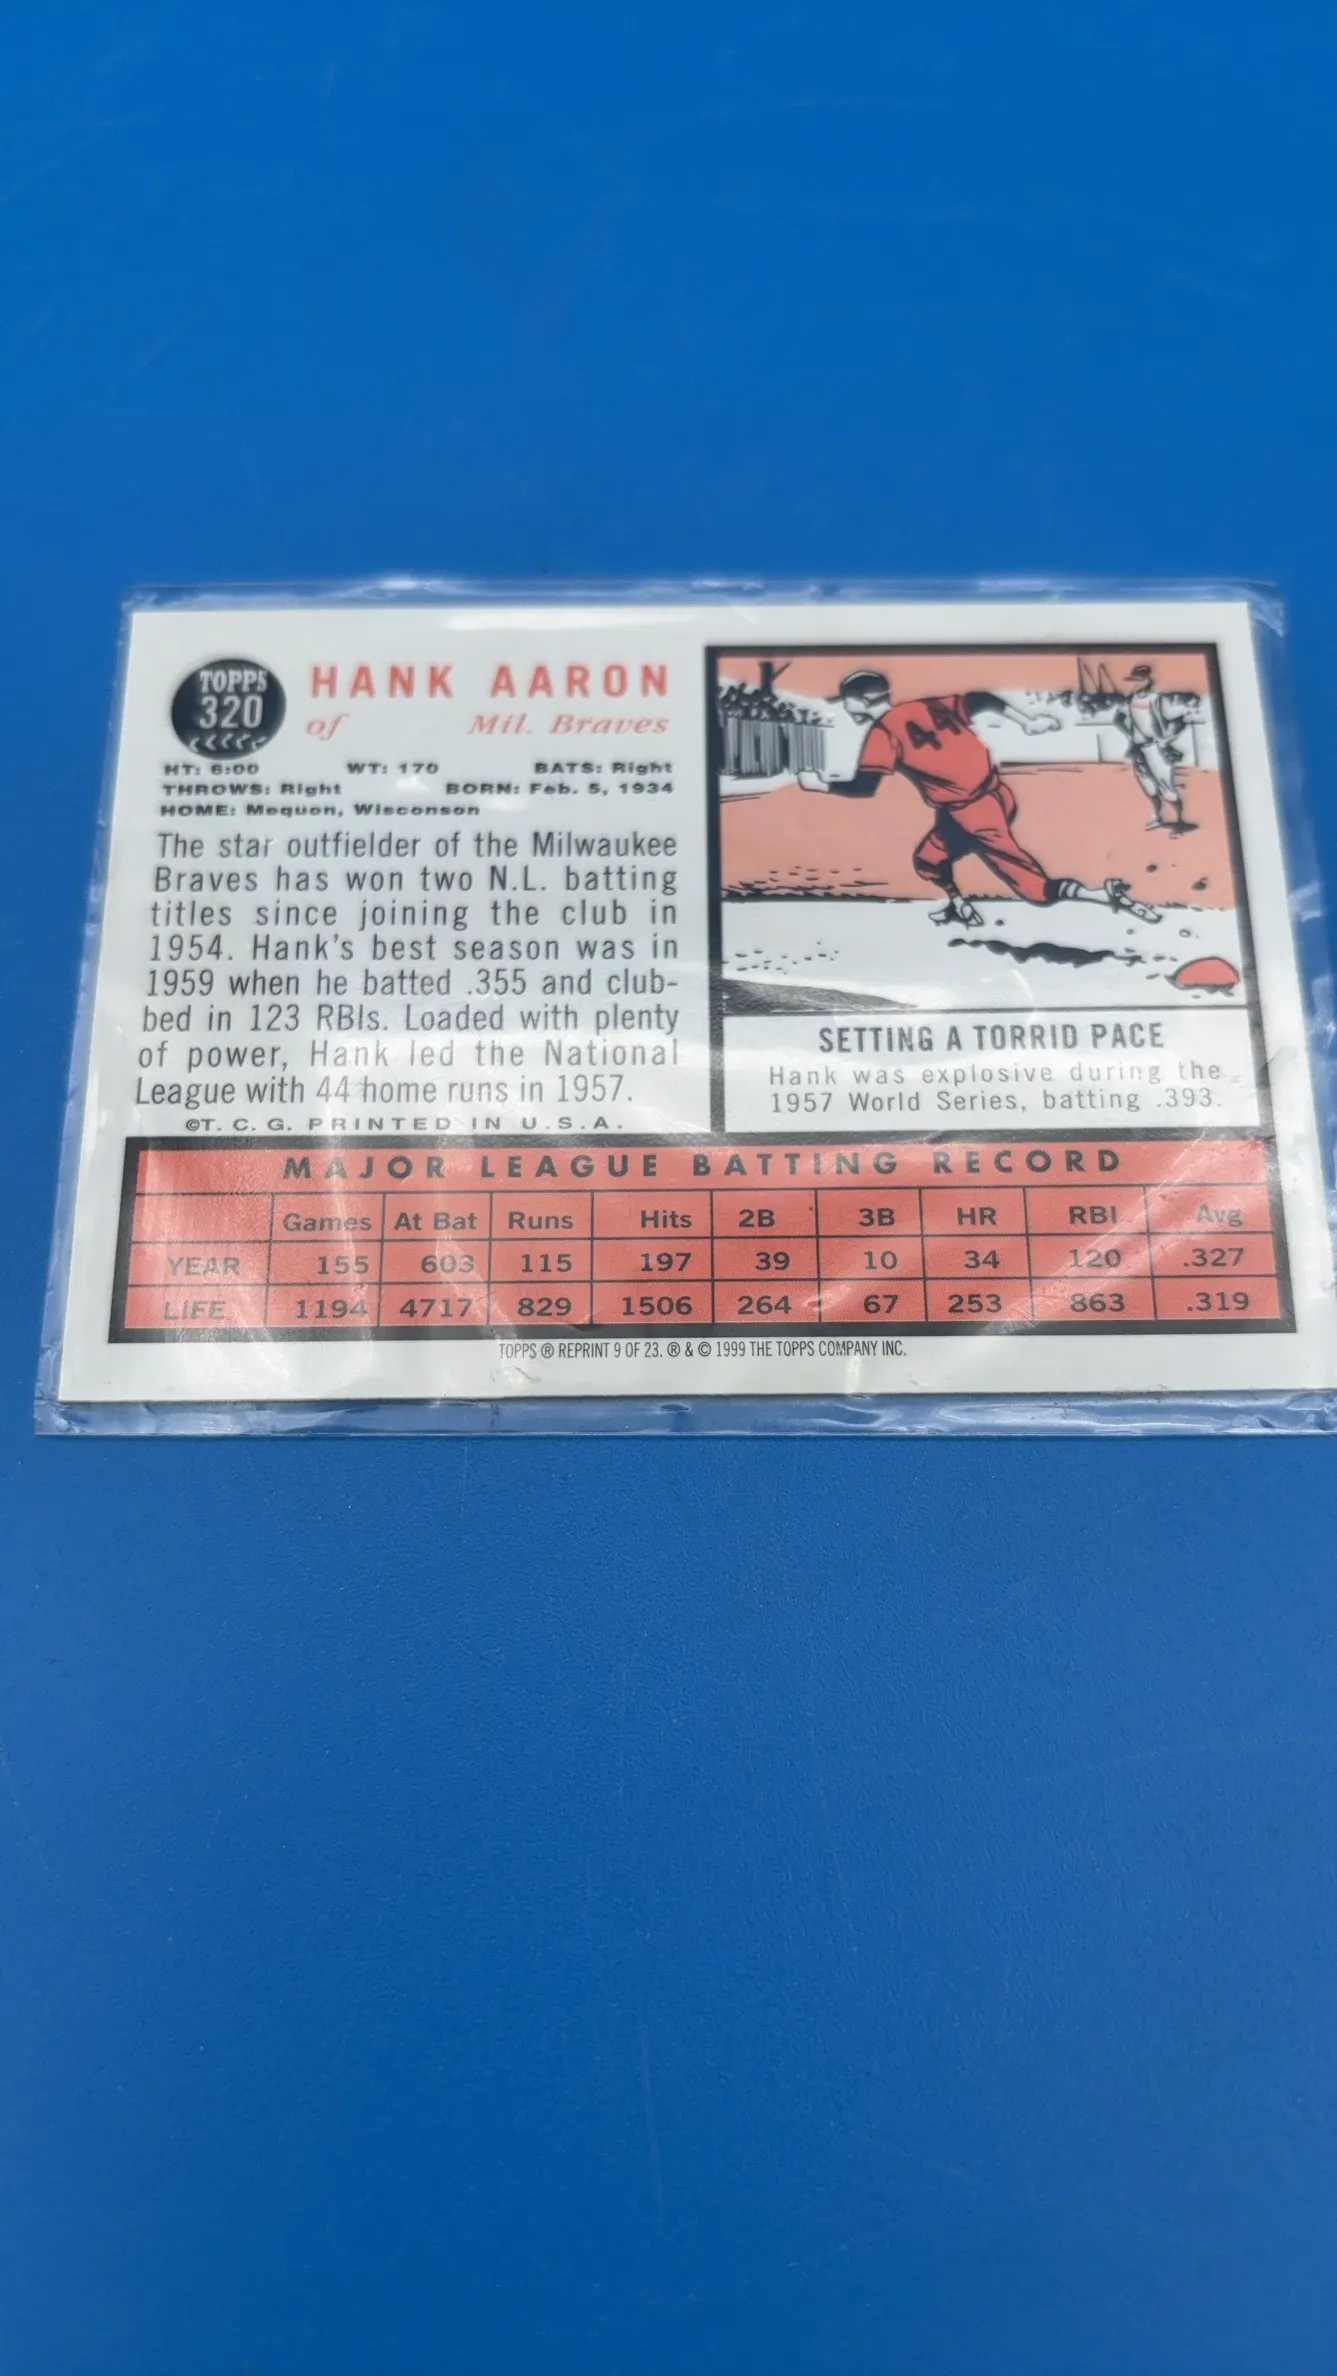 TOPPS
320
HANK AARON
of Mil. Braves
HT: 6:00 WT: 170 BATS: Right
THROWS: Right BORN: Feb. 5, 1934
HOME: Mequon, Wisconson
The star outfielder of the Milwaukee
Braves has won two N.L. batting
titles since joining the club in
1954. Hank's best season was in
1959 when he batted .355 and club-
bed in 123 RBIs. Loaded with plenty
of power, Hank led the National
League with 44 home runs in 1957.
©T. C. G. PRINTED IN U.S.A.
44
SETTING A TORRID PACE
Hank was explosive during the
1957 World Series, batting .393.
MAJOR LEAGUE BATTING RECORD
Games At Bat Runs Hits 2B 3B HR RBI Avg
YEAR 155 603 115 197 39 10 34 120 .327
LIFE 1194 4717 829 1506 264 67 253 863 .319
TOPPS ® REPRINT 9 OF 23. ® & © 1999 THE TOPPS COMPANY INC.